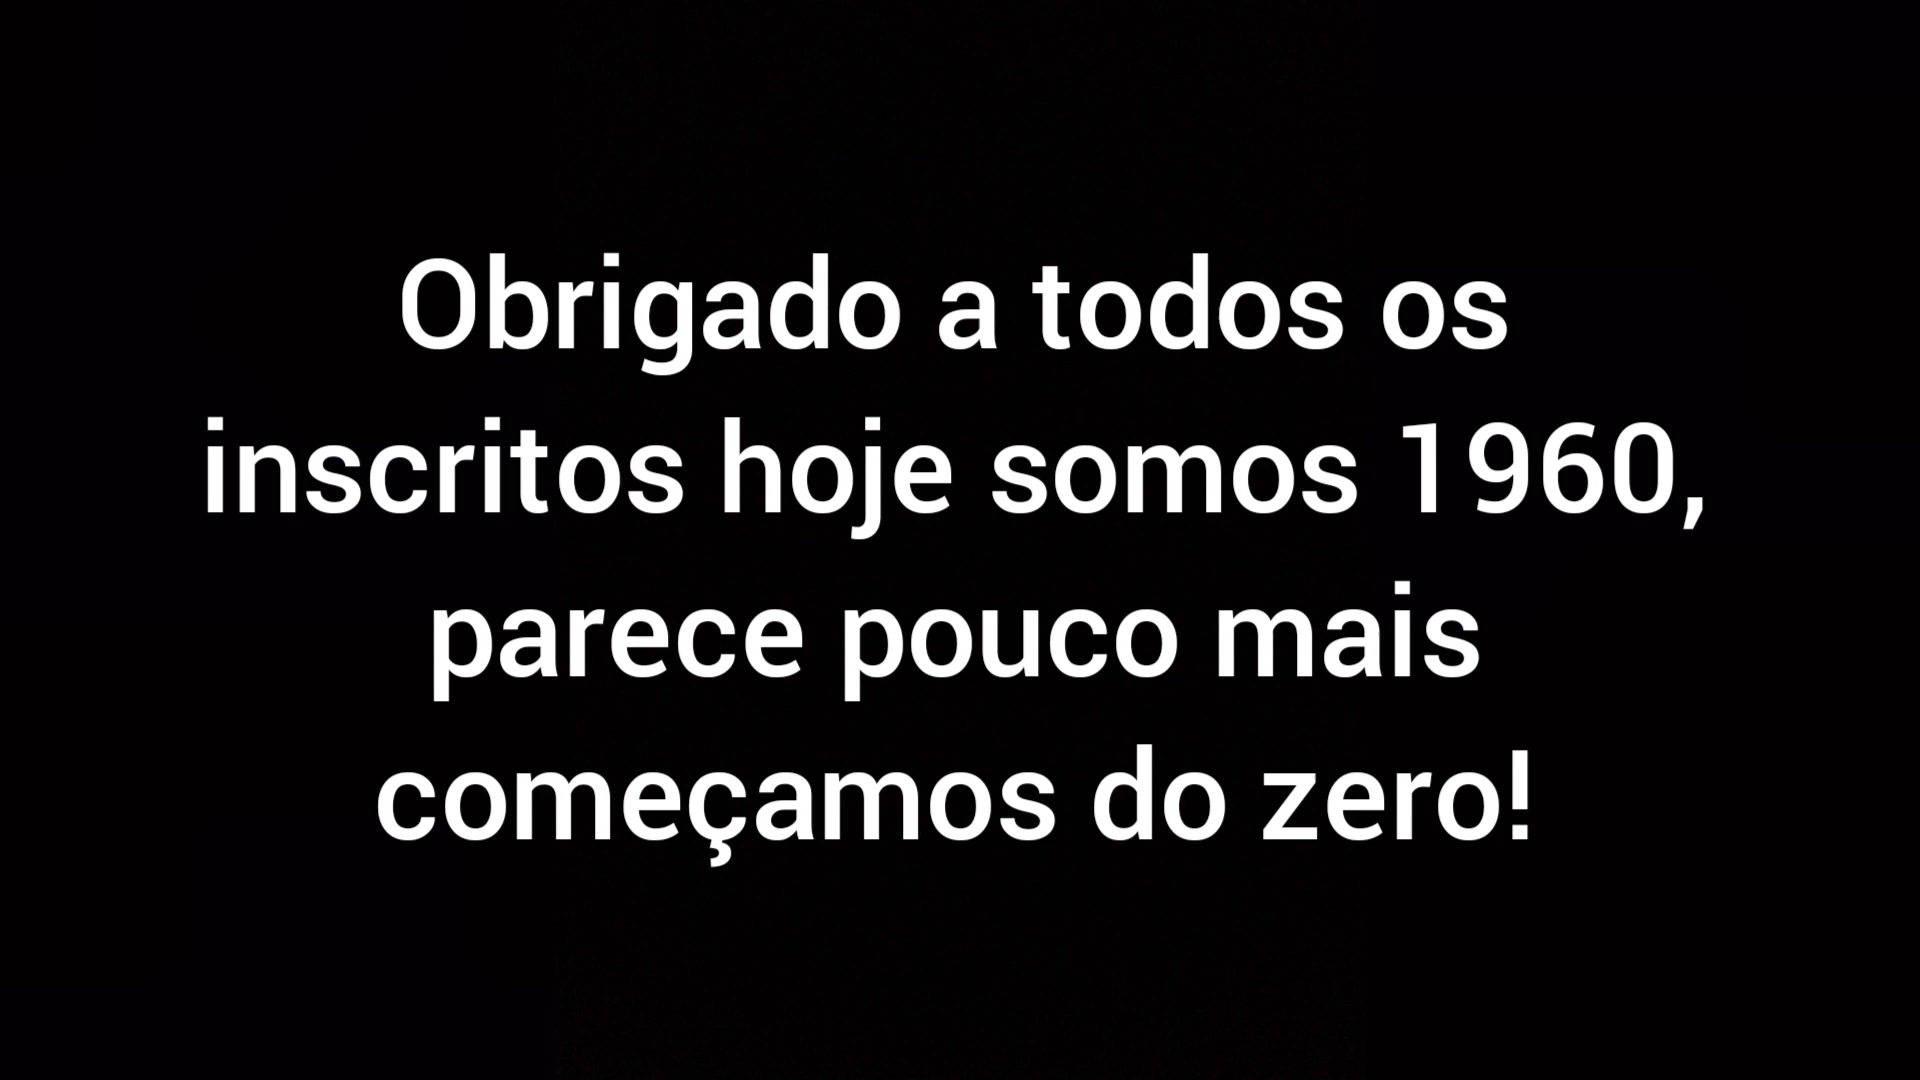 Obrigado a todos os
inscritos hoje somos 1960,
parece pouco mais
começamos do zero!